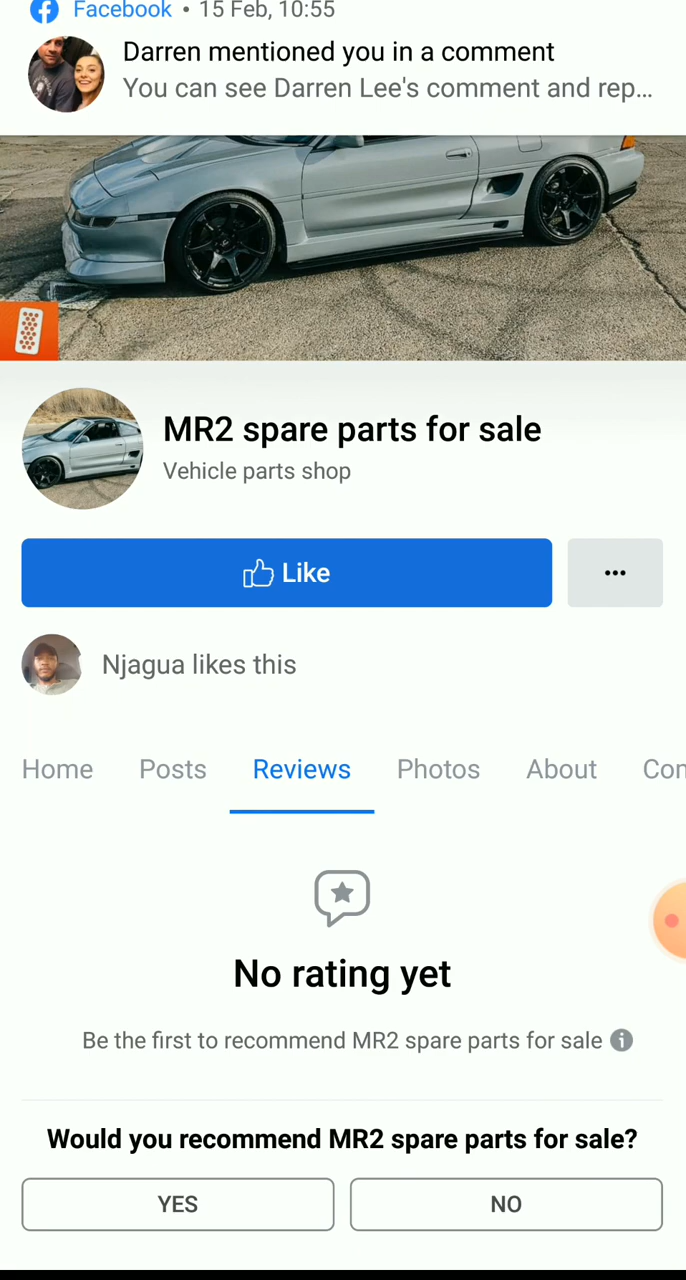 Facebook • 15 Feb, 10:55
Darren mentioned you in a comment
You can see Darren Lee's comment and rep...
MR2 spare parts for sale
Vehicle parts shop
Like
Njagua likes this
Home Posts Reviews Photos About Con
No rating yet
Be the first to recommend MR2 spare parts for sale
Would you recommend MR2 spare parts for sale?
YES NO